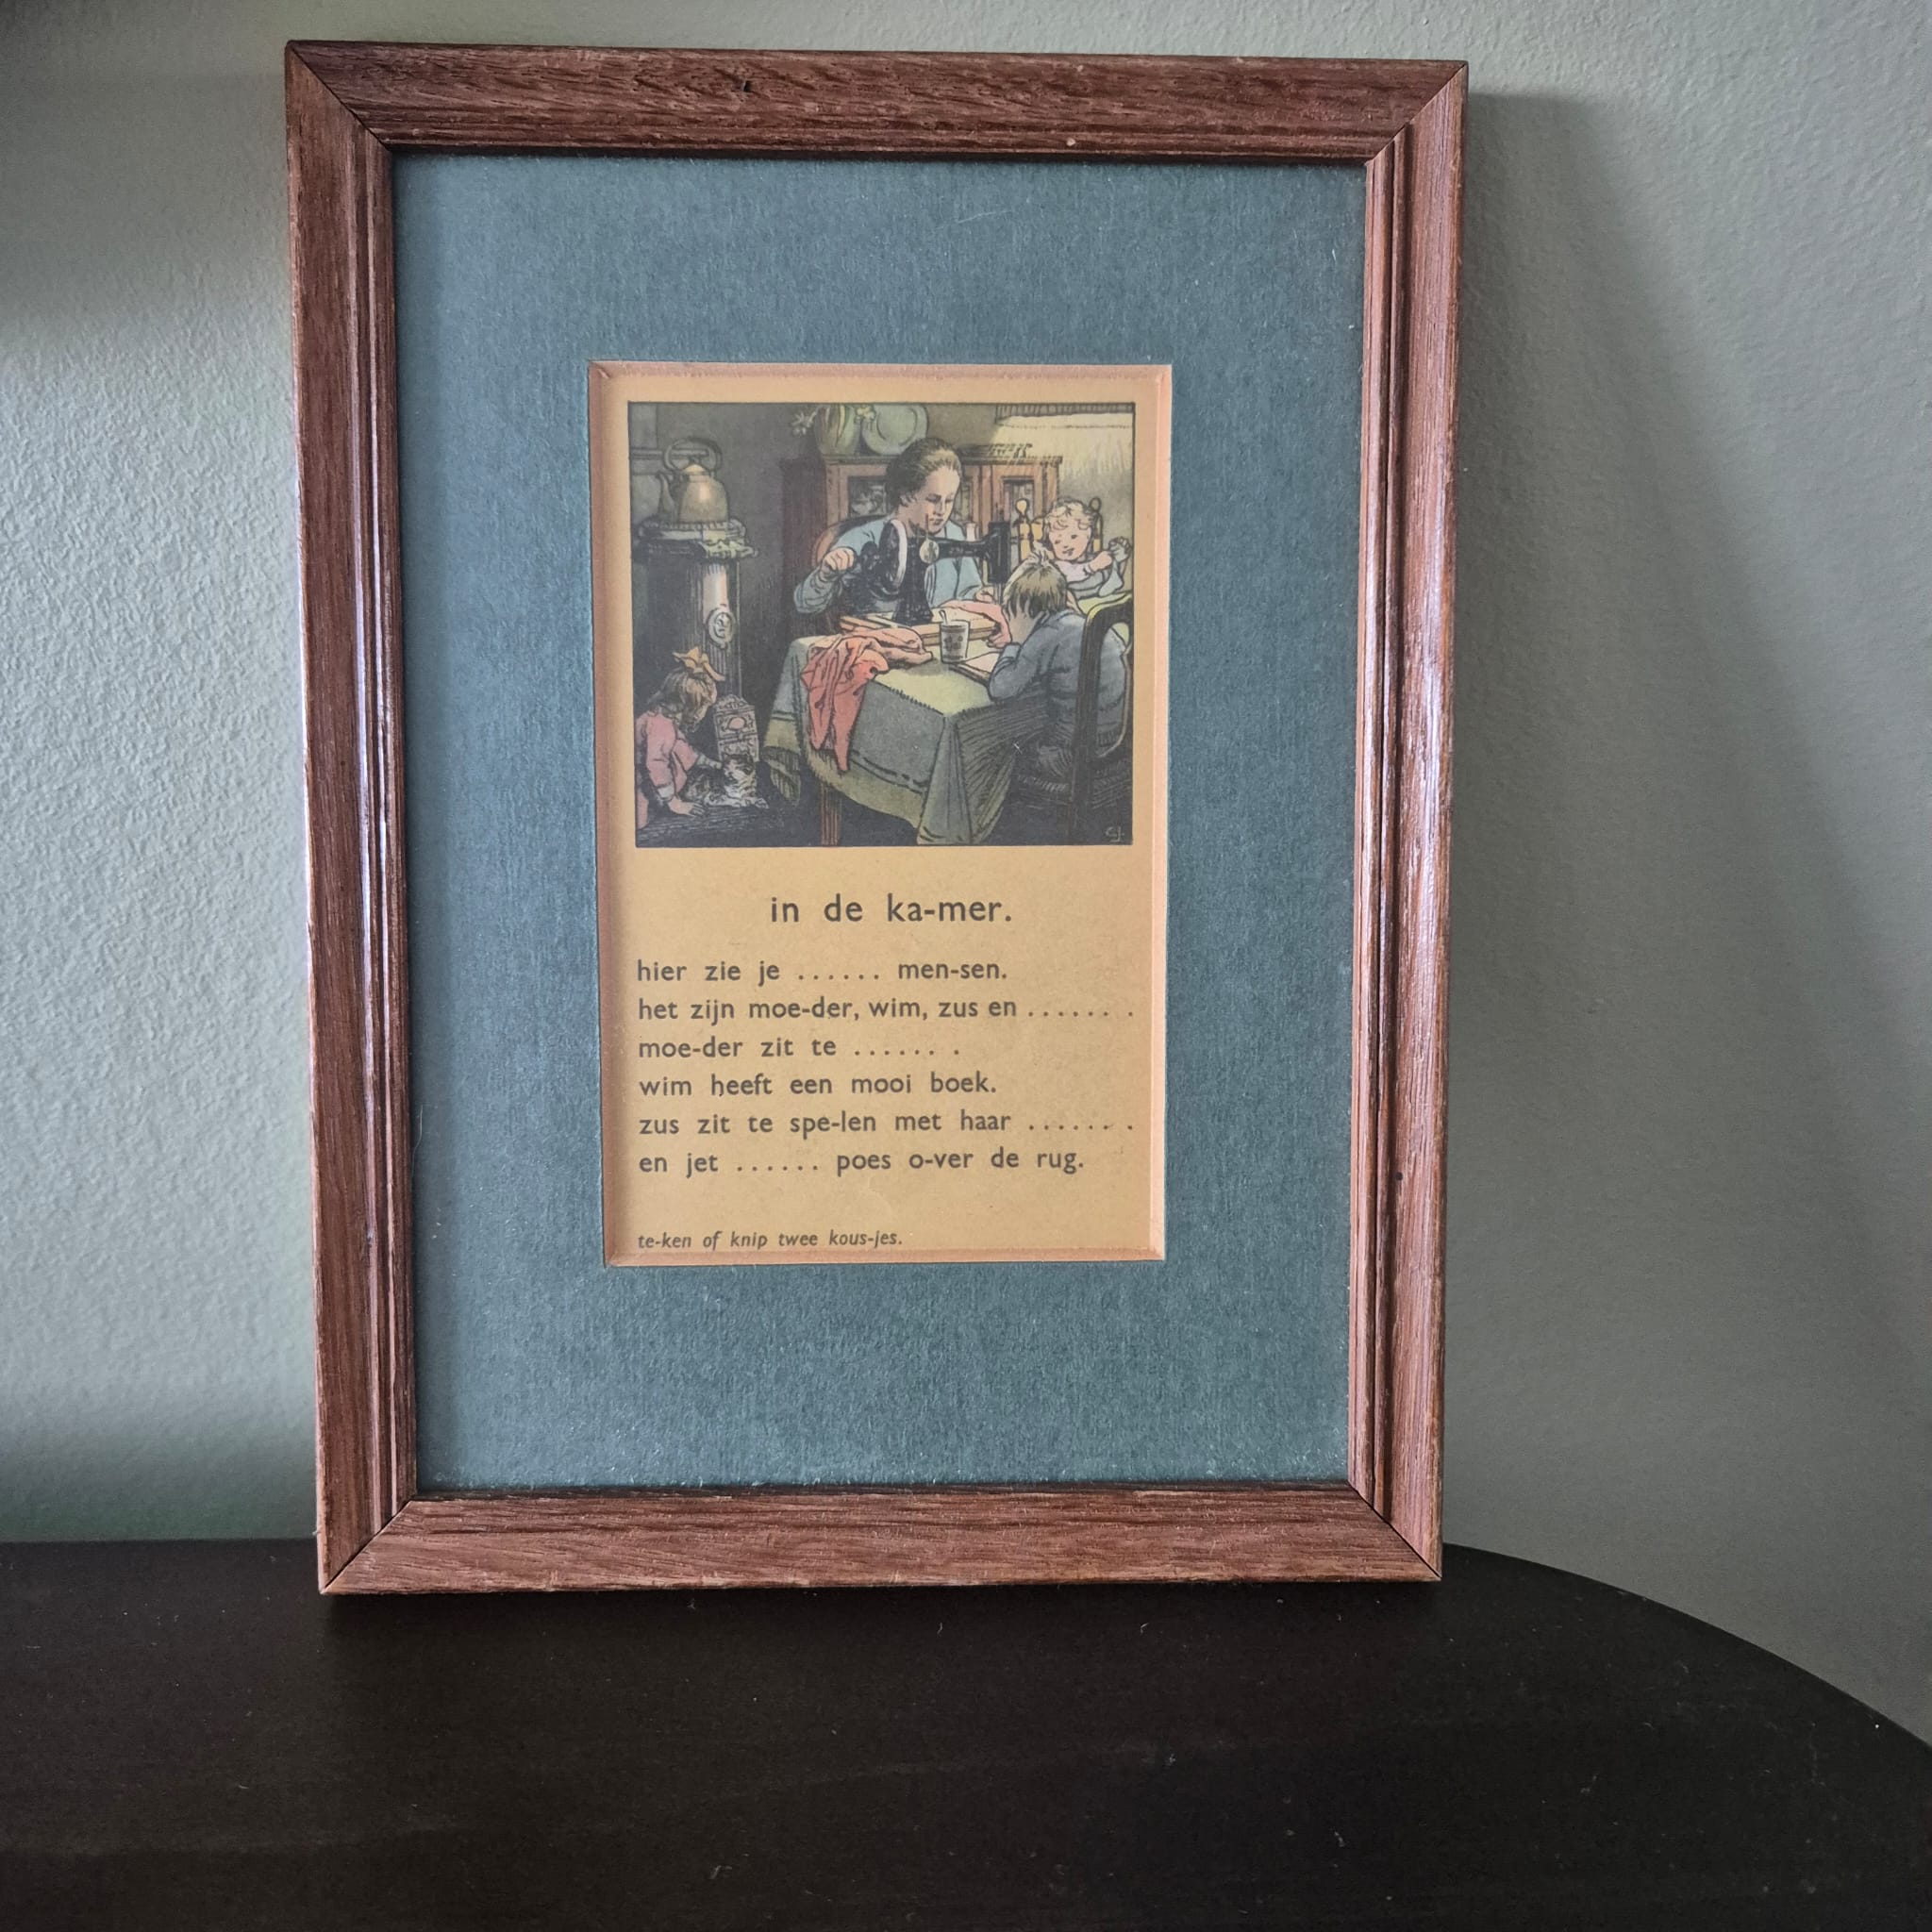 in de ka-mer.
hier zie je ...... men-sen.
het zijn moe-der, wim, zus en ...... .
moe-der zit te ...... .
wim heeft een mooi boek.
zus zit te spe-len met haar ...... .
en jet ...... poes o-ver de rug.
te-ken of knip twee kous-jes.